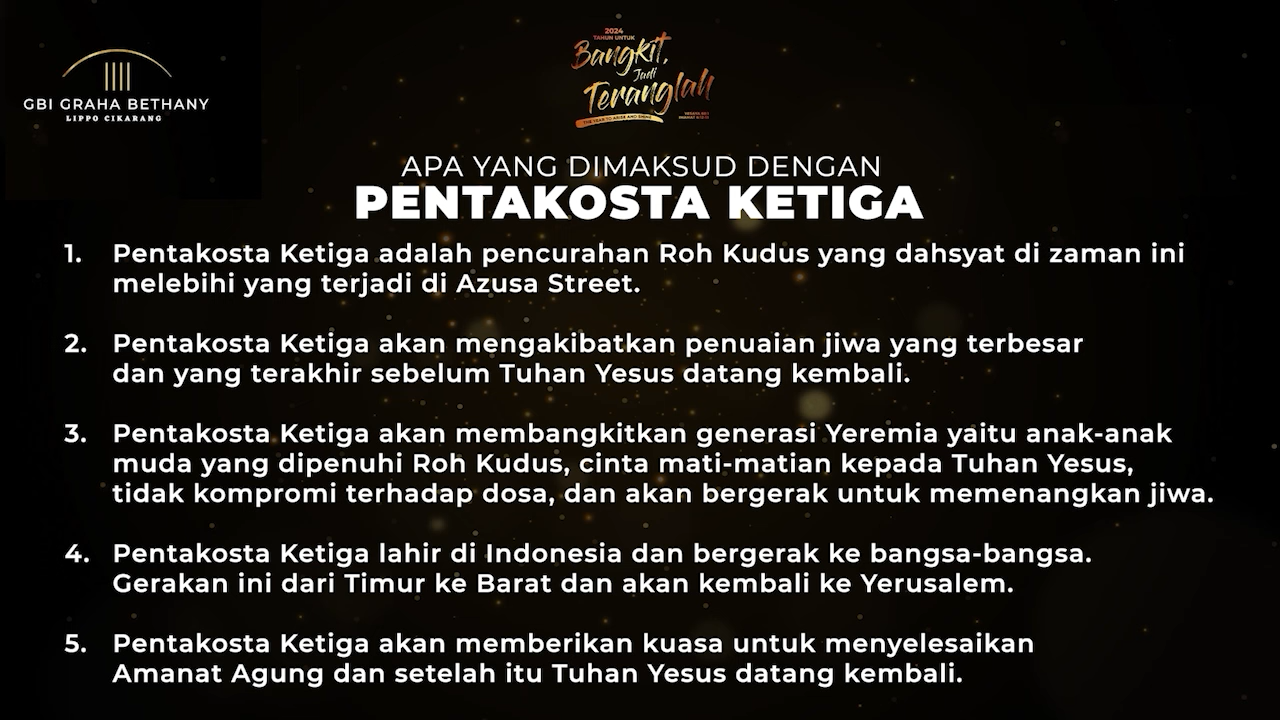 GBI GRAHA BETHANY
LIPPO CIKARANG
2024
TAHUN UNTUK
Bangkit,
Jadi
Teranglah
THE YEAR TO ARISE AND SHINE
APA YANG DIMAKSUD DENGAN
PENTAKOSTA KETIGA
1. Pentakosta Ketiga adalah pencurahan Roh Kudus yang dahsyat di zaman ini
melebihi yang terjadi di Azusa Street.
2. Pentakosta Ketiga akan mengakibatkan penuaian jiwa yang terbesar
dan yang terakhir sebelum Tuhan Yesus datang kembali.
3. Pentakosta Ketiga akan membangkitkan generasi Yeremia yaitu anak-anak
muda yang dipenuhi Roh Kudus, cinta mati-matian kepada Tuhan Yesus,
tidak kompromi terhadap dosa, dan akan bergerak untuk memenangkan jiwa.
4. Pentakosta Ketiga lahir di Indonesia dan bergerak ke bangsa-bangsa.
Gerakan ini dari Timur ke Barat dan akan kembali ke Yerusalem.
5. Pentakosta Ketiga akan memberikan kuasa untuk menyelesaikan
Amanat Agung dan setelah itu Tuhan Yesus datang kembali.